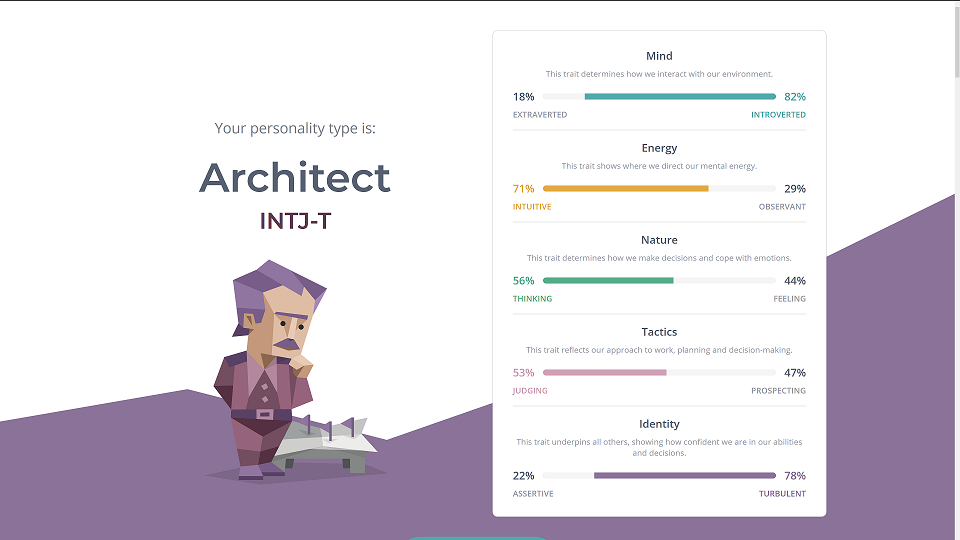 Your personality type is:
Architect
INTJ-T
Mind
This trait determines how we interact with our environment.
18% 82%
EXTRAVERTED INTROVERTED
Energy
This trait shows where we direct our mental energy.
71% 29%
INTUITIVE OBSERVANT
Nature
This trait determines how we make decisions and cope with emotions.
56% 44%
THINKING FEELING
Tactics
This trait reflects our approach to work, planning and decision-making.
53% 47%
JUDGING PROSPECTING
Identity
This trait underpins all others, showing how confident we are in our abilities
and decisions.
22% 78%
ASSERTIVE TURBULENT